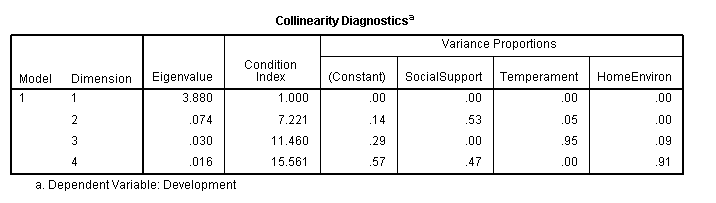 Collinearity Diagnosticsᵃ
Variance Proportions
Model Dimension Eigenvalue Condition Index (Constant) SocialSupport Temperament HomeEnviron
1 1 3.880 1.000 .00 .00 .00 .00
2 .074 7.221 .14 .53 .05 .00
3 .030 11.460 .29 .00 .95 .09
4 .016 15.561 .57 .47 .00 .91
a. Dependent Variable: Development